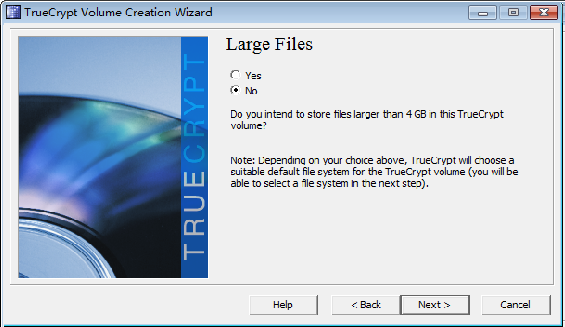 TrueCrypt Volume Creation Wizard
Large Files
Yes
No
Do you intend to store files larger than 4 GB in this TrueCrypt
volume?
Note: Depending on your choice above, TrueCrypt will choose a
suitable default file system for the TrueCrypt volume (you will be
able to select a file system in the next step).
TRUECRYPT
Help
< Back
Next >
Cancel